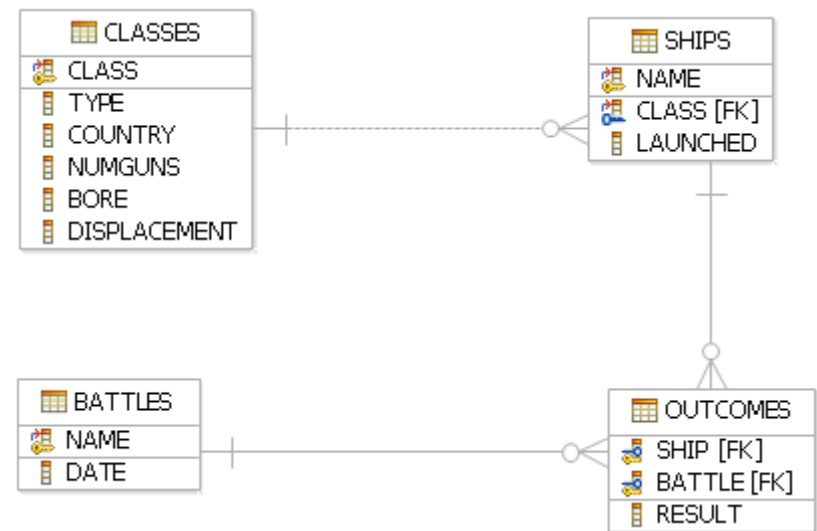 CLASSES
CLASS
TYPE
COUNTRY
NUMGUNS
BORE
DISPLACEMENT
SHIPS
NAME
CLASS [FK]
LAUNCHED
BATTLES
NAME
DATE
OUTCOMES
SHIP [FK]
BATTLE [FK]
RESULT